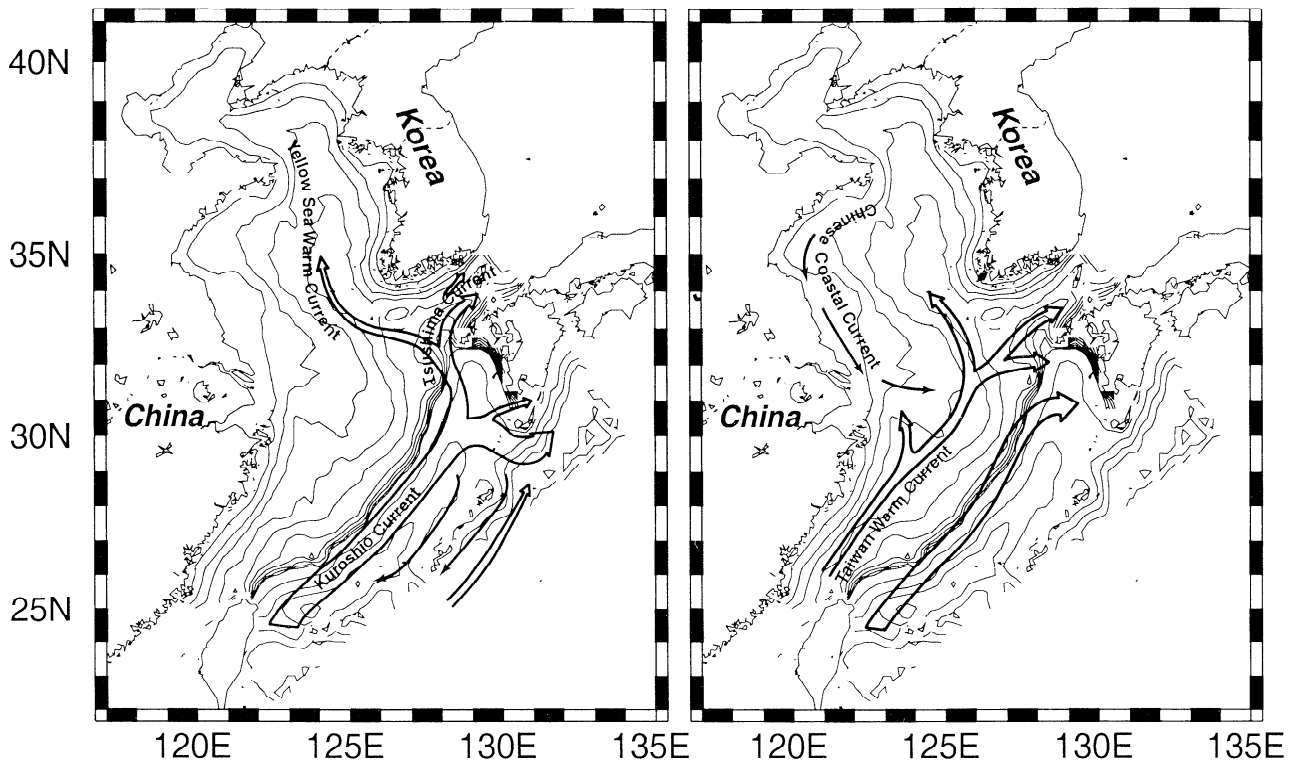 40N
35N
30N
25N
Korea
Yellow Sea Warm Current
Tsushima Current
China
Kuroshio Current
120E
125E
130E
135E
Korea
Chinese Coastal Current
China
Taiwan Warm Current
120E
125E
130E
135E